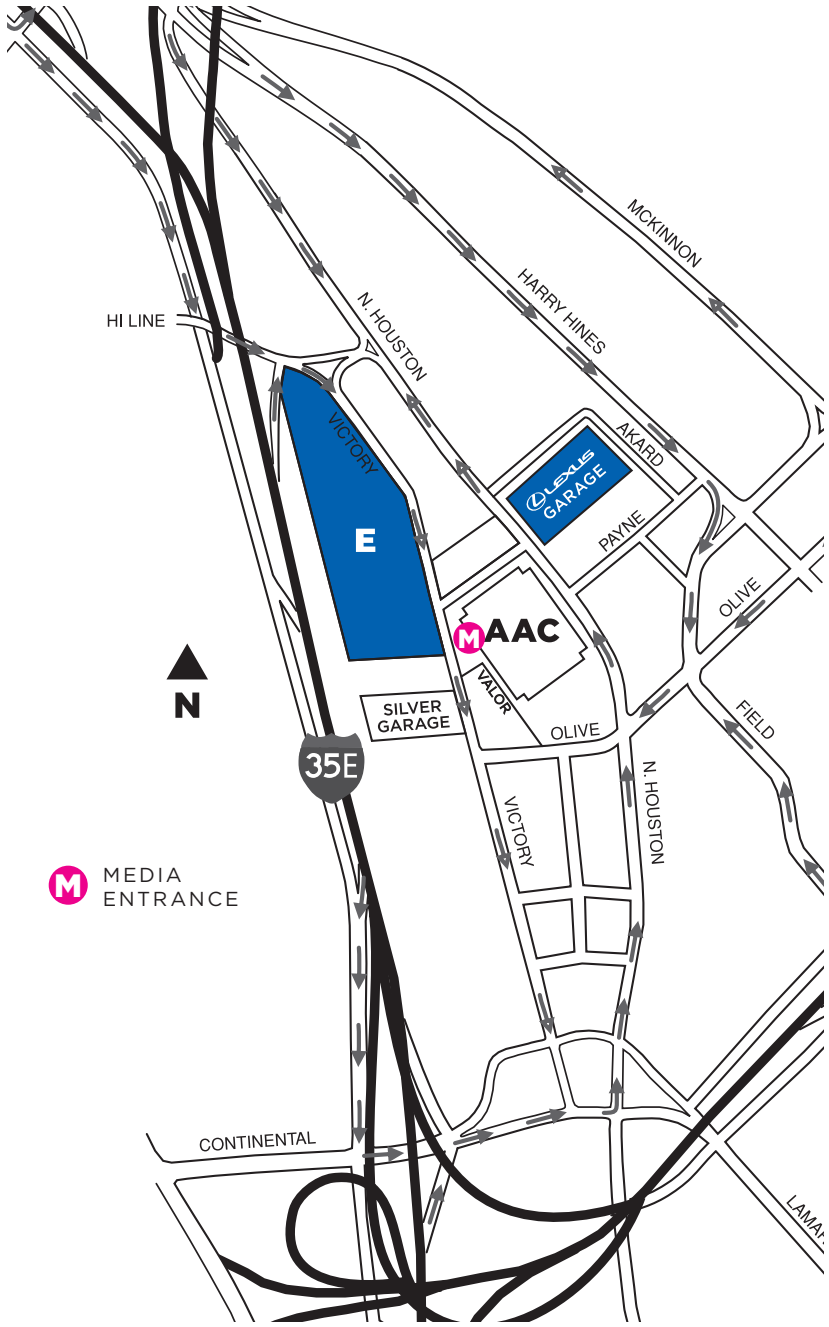 MCKINNON
HARRY HINES
HI LINE
N. HOUSTON
VICTORY
AKARD
LEXUS
GARAGE
PAYNE
E
OLIVE
M
AAC
N
VALOR
SILVER
GARAGE
OLIVE
FIELD
35E
N. HOUSTON
VICTORY
M
MEDIA
ENTRANCE
CONTINENTAL